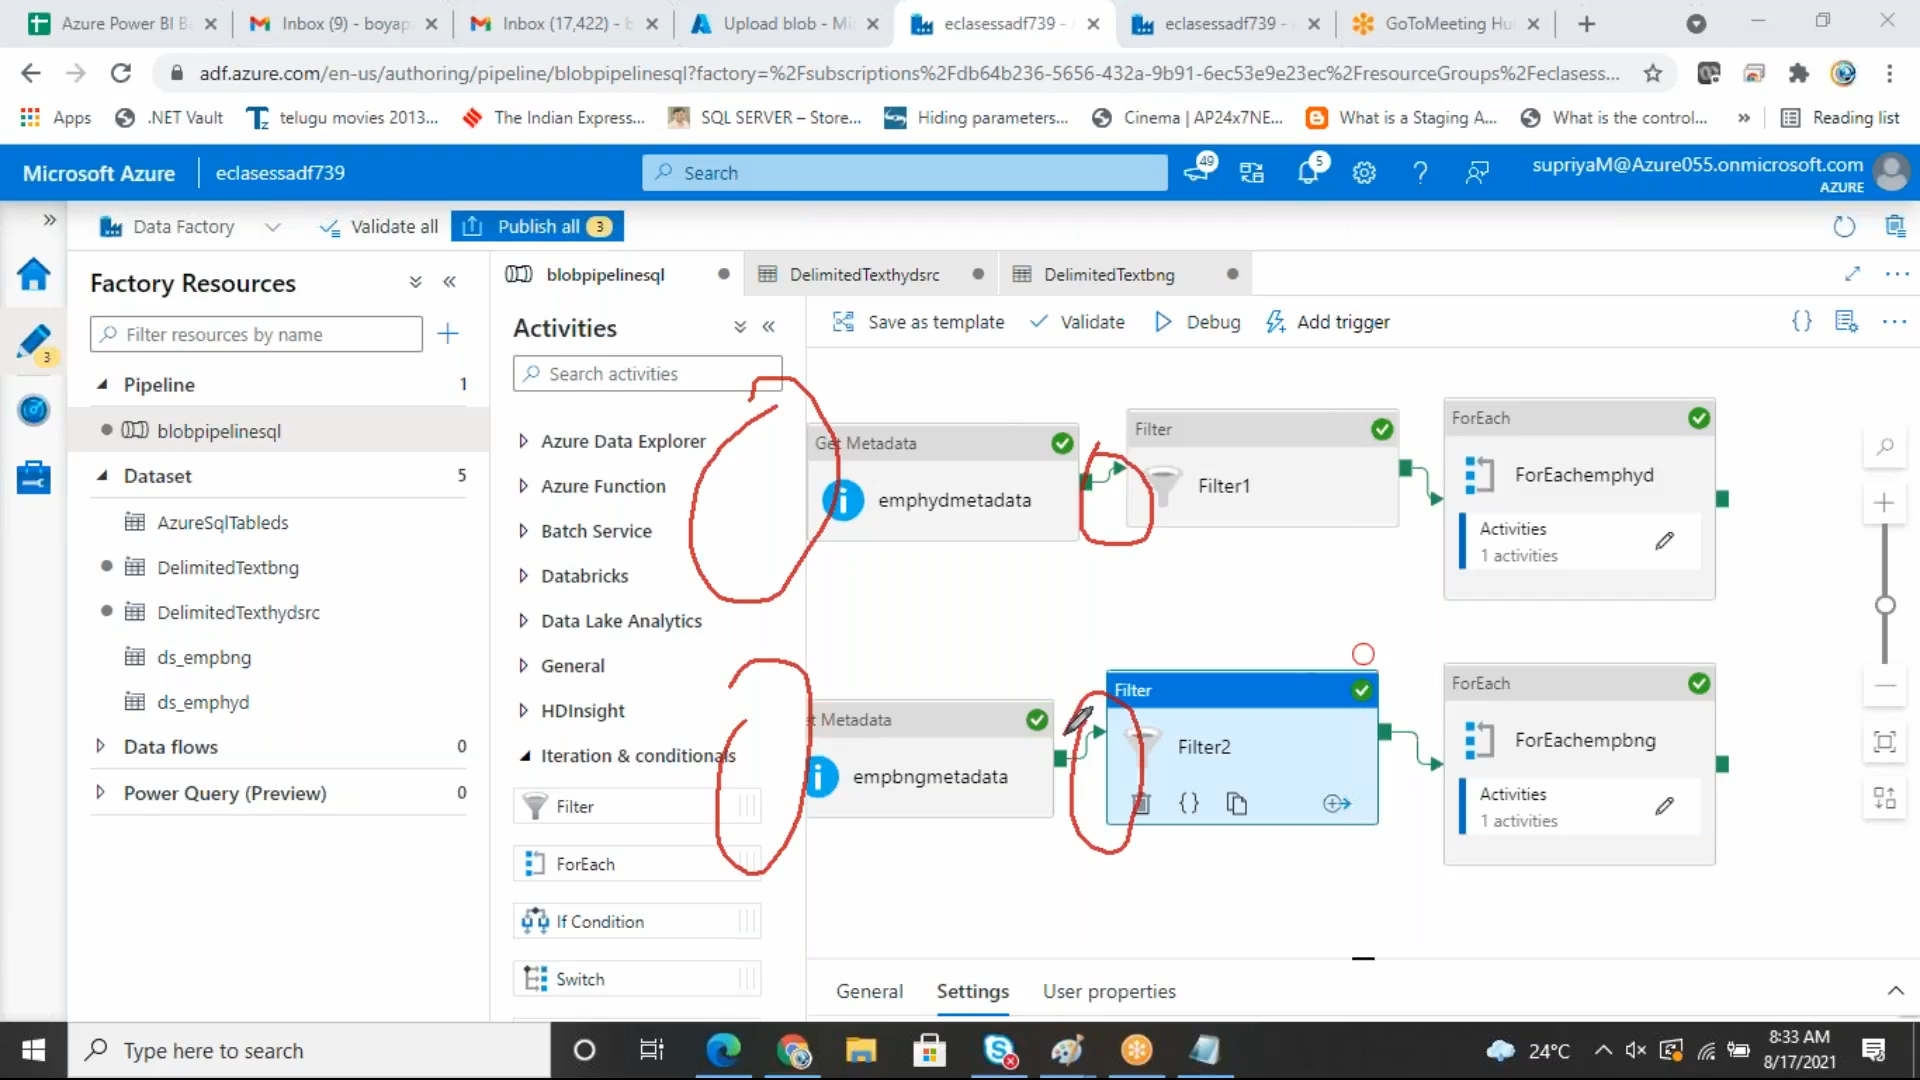 Azure Power BI B
Inbox (9) - boyap
Inbox (17,422) - b
Upload blob - Mi
eclasessadf739 -
eclasessadf739 -
GoToMeeting Hu
adf.azure.com/en-us/authoring/pipeline/blobpipelinesql?factory=%2Fsubscriptions%2Fdb64b236-5656-432a-9b91-6ec53e9e23ec%2FresourceGroups%2Feclasess...
Apps
.NET Vault
telugu movies 2013...
The Indian Express...
SQL SERVER – Store...
Hiding parameters...
Cinema | AP24x7NE...
What is a Staging A...
What is the control...
»
Reading list
Microsoft Azure
eclasessadf739
Search
49
5
supriyaM@Azure055.onmicrosoft.com
AZURE
Data Factory
Validate all
Publish all 3
Factory Resources
Filter resources by name
3
Pipeline 1
blobpipelinesql
Dataset 5
AzureSqlTableds
DelimitedTextbng
DelimitedTexthydsrc
ds_empbng
ds_emphyd
Data flows 0
Power Query (Preview) 0
blobpipelinesql
DelimitedTexthydsrc
DelimitedTextbng
Activities
Search activities
Azure Data Explorer
Azure Function
Batch Service
Databricks
Data Lake Analytics
General
HDInsight
Iteration & conditionals
Filter
ForEach
If Condition
Switch
Save as template
Validate
Debug
Add trigger
{}
Get Metadata
emphydmetadata
Filter
Filter1
ForEach
ForEachemphyd
Activities
1 activities
t Metadata
empbngmetadata
Filter
Filter2
{}
ForEach
ForEachempbng
Activities
1 activities
General
Settings
User properties
Type here to search
24°C
8:33 AM
8/17/2021